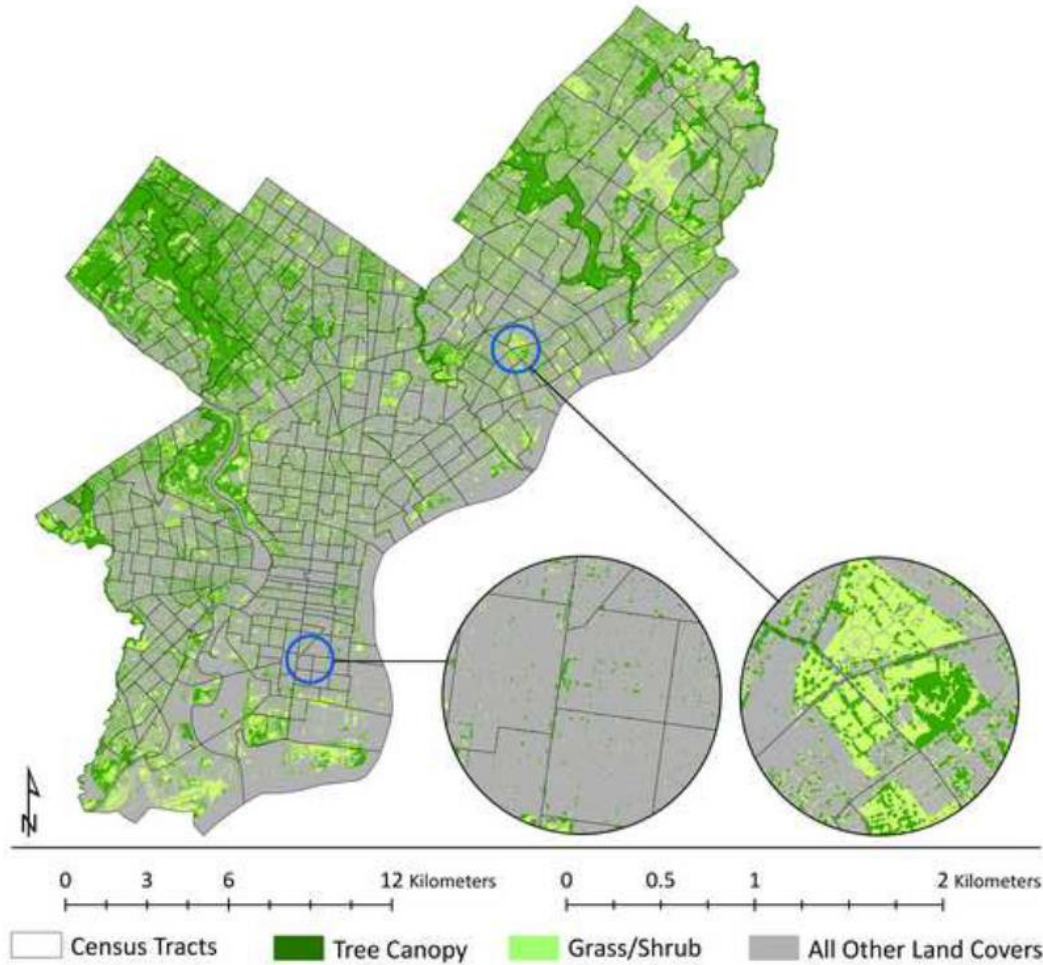 N
0 3 6 12 Kilometers 0 0.5 1 2 Kilometers
Census Tracts Tree Canopy Grass/Shrub All Other Land Covers